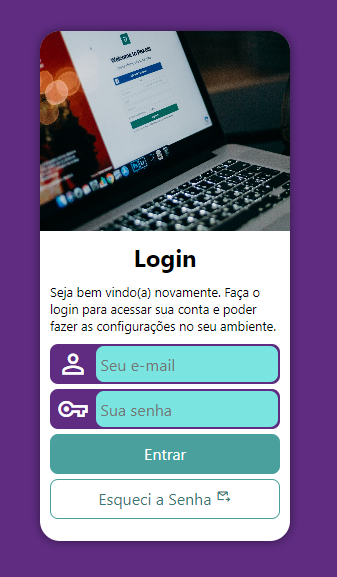 Login
Seja bem vindo(a) novamente. Faça o
login para acessar sua conta e poder
fazer as configurações no seu ambiente.
Seu e-mail
Sua senha
Entrar
Esqueci a Senha